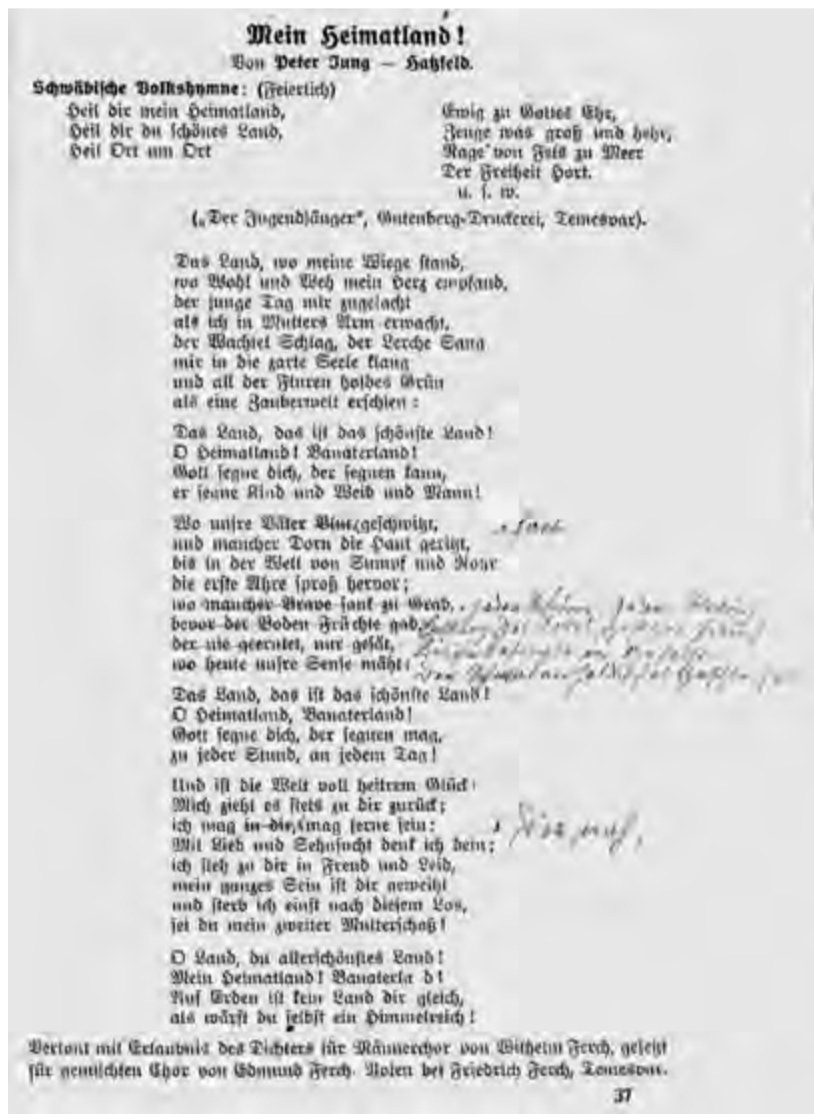 Mein Heimatland!
Von Peter Jung — Hatzfeld.
Schwäbische Volkshymne: (Feierlich)
Heil dir mein Heimatland,
Heil dir du schönes Land,
Heil Ort um Ort
Ewig zu Gottes Ehr,
Zeuge was groß und hehr,
Rage von Fels zu Meer
Der Freiheit Hort.
u. s. w.
(„Der Jugendsänger", Gutenberg-Druckerei, Temesvar).
Das Land, wo meine Wiege stand,
wo Wohl und Weh mein Herz empfand,
der junge Tag mir zugelacht
als ich in Mutters Arm erwacht,
der Wachtel Schlag, der Lerche Sang
mir in die zarte Seele klang
und all der Fluren holdes Grün
als eine Zauberwelt erschien:
Das Land, das ist das schönste Land!
O Heimatland! Banaterland!
Gott segne dich, der segnen kann,
er segne Kind und Weib und Mann!
Wo unsre Väter Blut geschwitzt,
und mancher Dorn die Haut geritzt,
bis in der Welt von Sumpf und Rohr
die erste Ähre sproß hervor;
wo mancher Brave sank zu Grab,
bevor der Boden Früchte gab,
der nie geerntet, nur gesät,
wo heute unsre Sense mäht:
Das Land, das ist das schönste Land!
O Heimatland, Banaterland!
Gott segne dich, der segnen mag,
zu jeder Stund, an jedem Tag!
Und ist die Welt voll heitrem Glück:
Mich zieht es stets zu dir zurück;
ich mag in dir, mag ferne sein:
Mit Lieb und Sehnsucht denk ich dein;
ich steh zu dir in Freud und Leid,
mein ganzes Sein ist dir geweiht
und sterb ich einst nach diesem Los,
sei du mein zweiter Mutterschoß!
O Land, du allerschönstes Land!
Mein Heimatland! Banaterla d!
Auf Erden ist kein Land dir gleich,
als wärst du selbst ein Himmelreich!
Vertont mit Erlaubnis des Dichters für Männerchor von Wilhelm Ferch, gesetzt
für gemischten Chor von Edmund Ferch. Noten bei Friedrich Ferch, Temesvar.
37